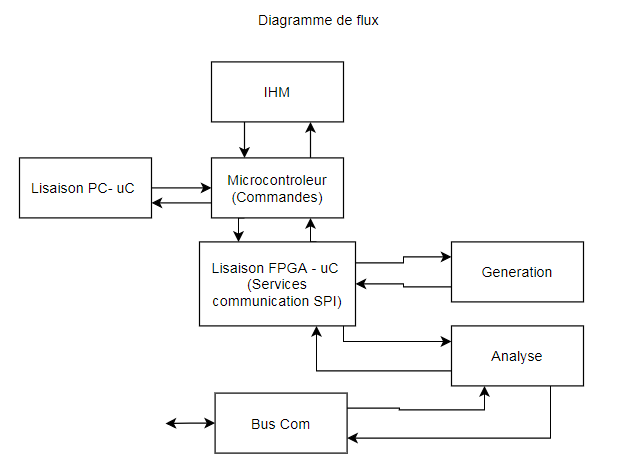 Diagramme de flux
IHM
Lisaison PC- uC
Microcontroleur
(Commandes)
Lisaison FPGA - uC
(Services
communication SPI)
Generation
Analyse
Bus Com